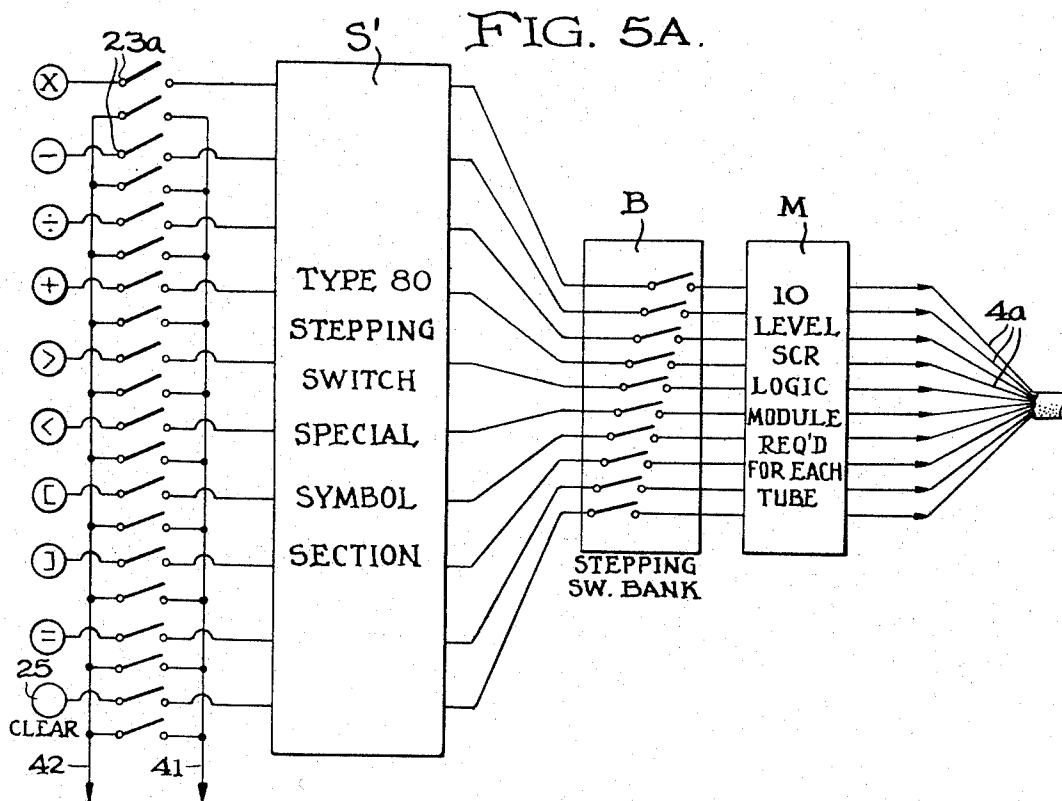 FIG. 5A.
23a
S'
X
−
÷
+
>
<
[
]
=
25
CLEAR
42
41
TYPE 80
STEPPING
SWITCH
SPECIAL
SYMBOL
SECTION
B
STEPPING
SW. BANK
M
10
LEVEL
SCR
LOGIC
MODULE
REQ'D
FOR EACH
TUBE
4a